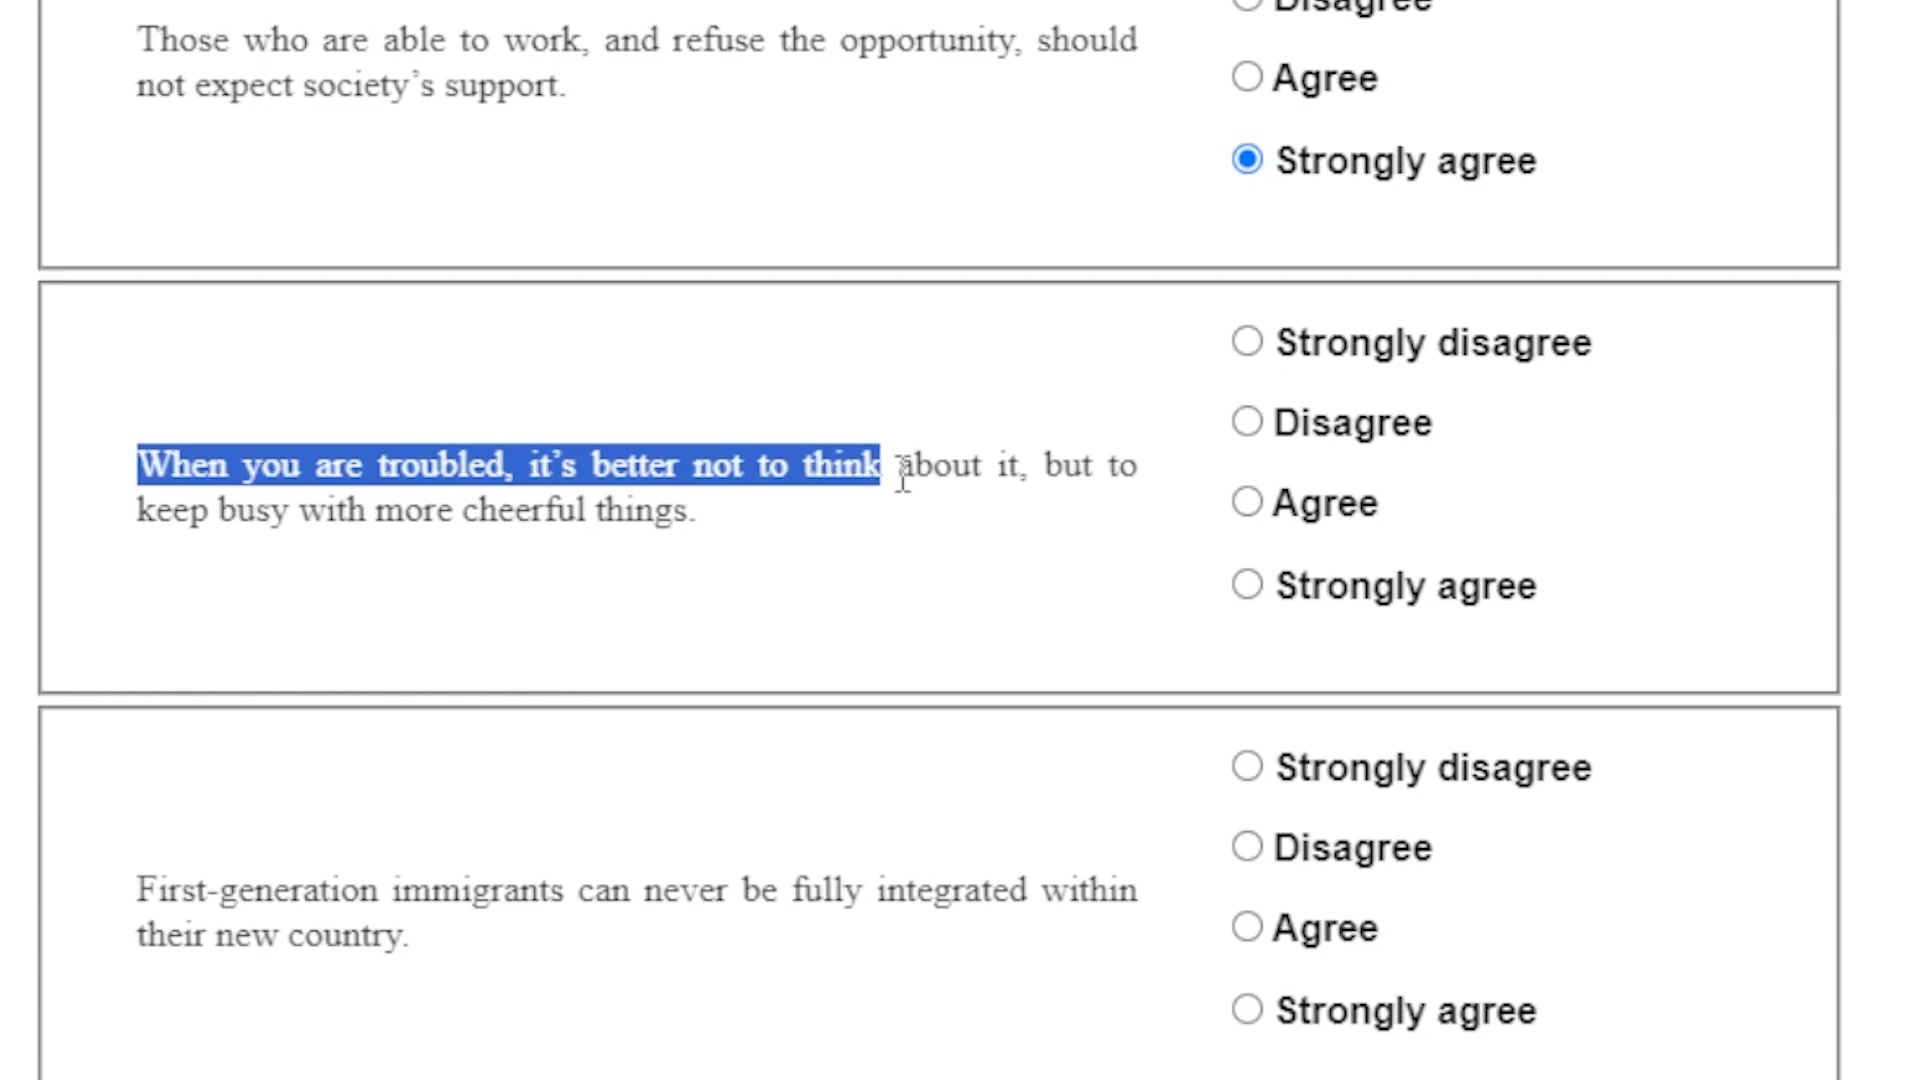 Disagree
Those who are able to work, and refuse the opportunity, should
not expect society’s support.
Agree
Strongly agree
Strongly disagree
Disagree
When you are troubled, it’s better not to think about it, but to
keep busy with more cheerful things.
Agree
Strongly agree
Strongly disagree
Disagree
First-generation immigrants can never be fully integrated within
their new country.
Agree
Strongly agree